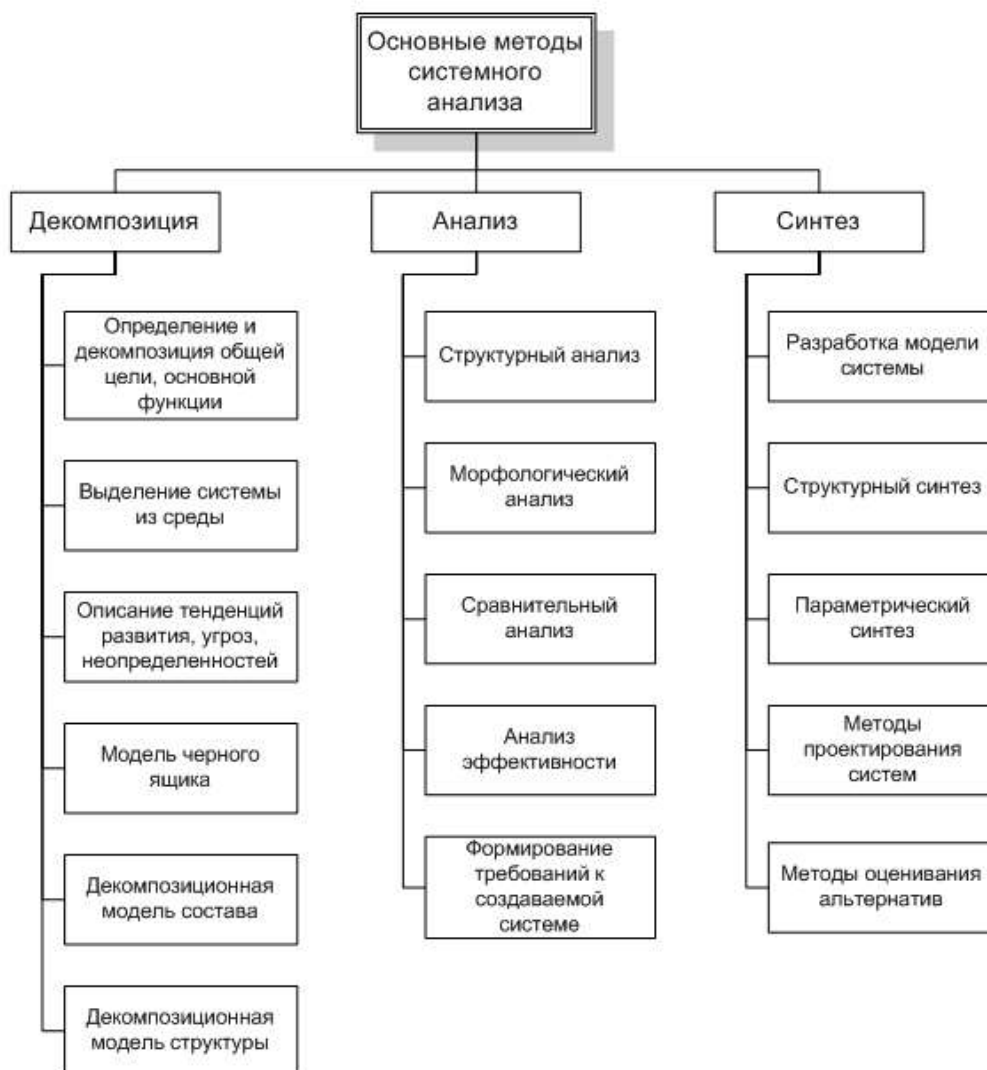 Основные методы
системного
анализа
Декомпозиция
Анализ
Синтез
Определение и
декомпозиция общей
цели, основной
функции
Выделение системы
из среды
Описание тенденций
развития, угроз,
неопределенностей
Модель черного
ящика
Декомпозиционная
модель состава
Декомпозиционная
модель структуры
Структурный анализ
Морфологический
анализ
Сравнительный
анализ
Анализ
эффективности
Формирование
требований к
создаваемой
системе
Разработка модели
системы
Структурный синтез
Параметрический
синтез
Методы
проектирования
систем
Методы оценивания
альтернатив